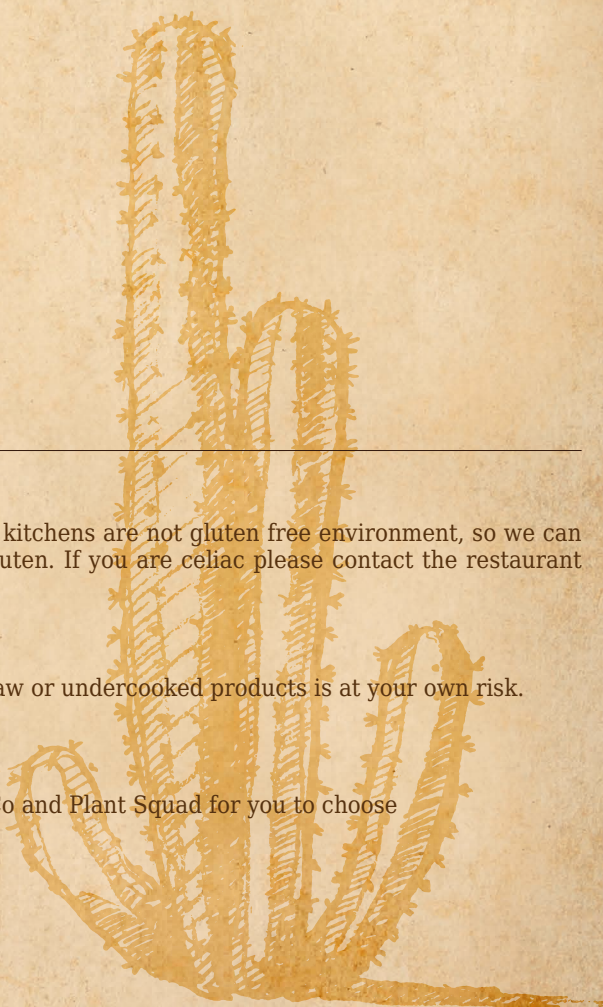 kitchens are not gluten free environment, so we can
uten. If you are celiac please contact the restaurant
aw or undercooked products is at your own risk.
o and Plant Squad for you to choose